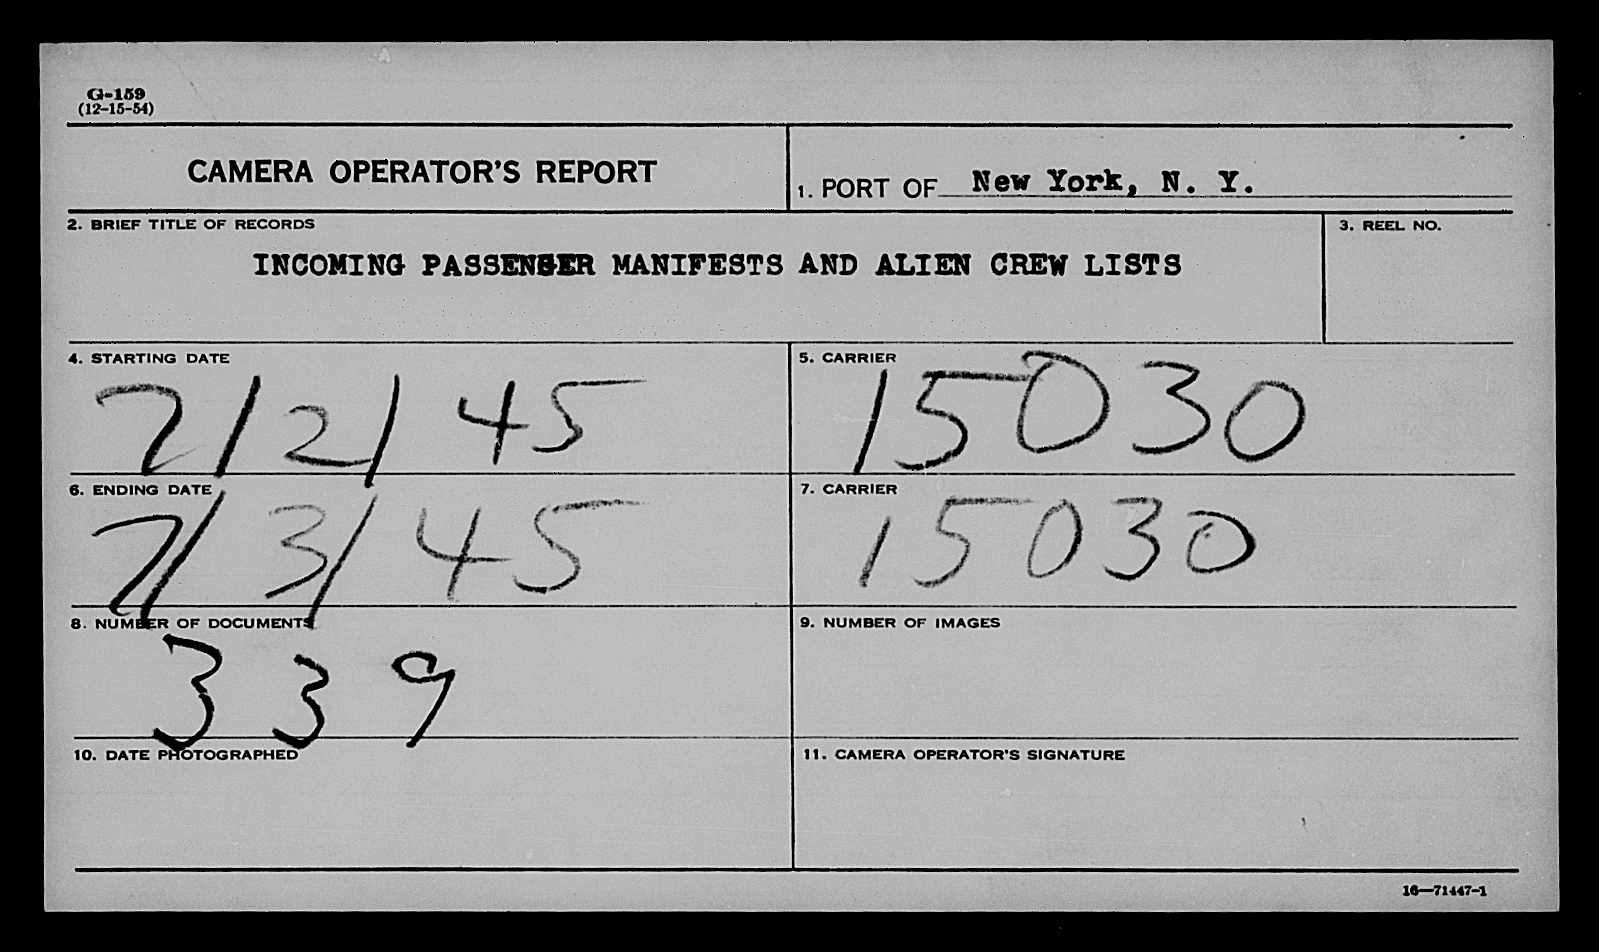 G-159
(12-15-54)
CAMERA OPERATOR'S REPORT
1. PORT OF New York, N. Y.
2. BRIEF TITLE OF RECORDS
INCOMING PASSENGER MANIFESTS AND ALIEN CREW LISTS
3. REEL NO.
4. STARTING DATE
7/2/45
5. CARRIER
15030
6. ENDING DATE
7/3/45
7. CARRIER
15030
8. NUMBER OF DOCUMENTS
339
9. NUMBER OF IMAGES
10. DATE PHOTOGRAPHED
11. CAMERA OPERATOR'S SIGNATURE
16—71447-1